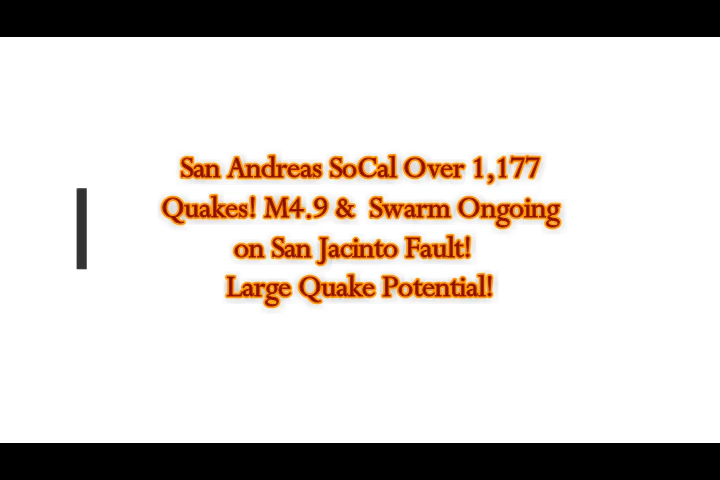 San Andreas SoCal Over 1,177
Quakes! M4.9 & Swarm Ongoing
on San Jacinto Fault!
Large Quake Potential!